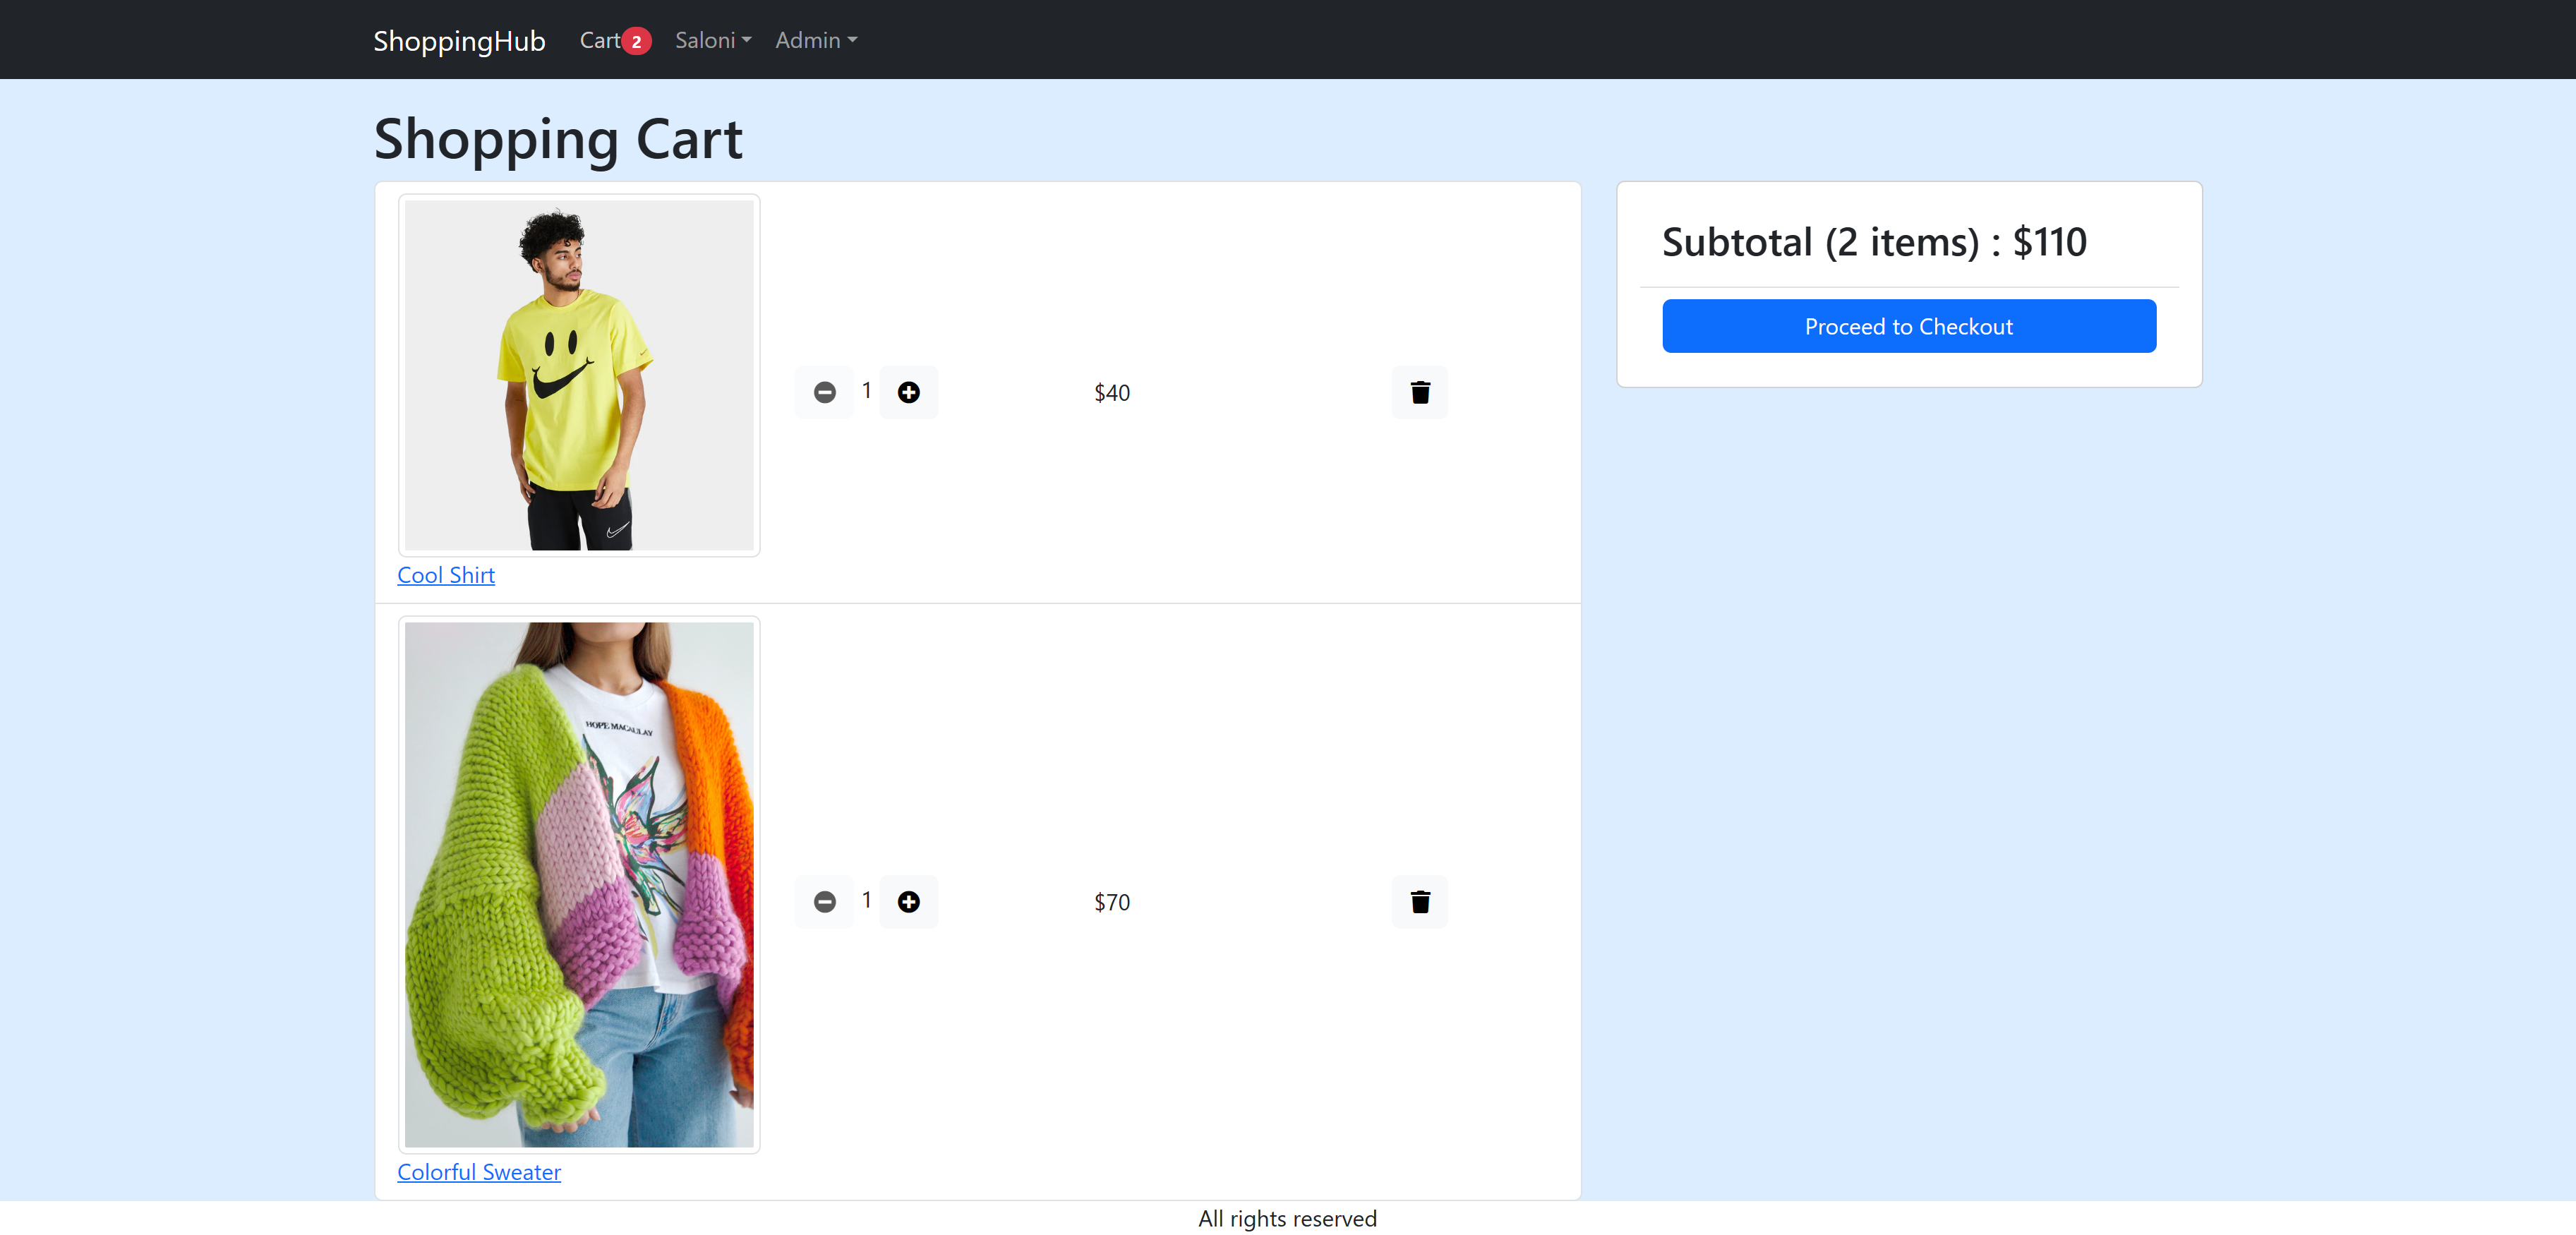 ShoppingHub Cart 2 Saloni Admin
Shopping Cart
Subtotal (2 items) : $110
Proceed to Checkout
1 $40
Cool Shirt
HOPE MACAULAY
1 $70
Colorful Sweater
All rights reserved